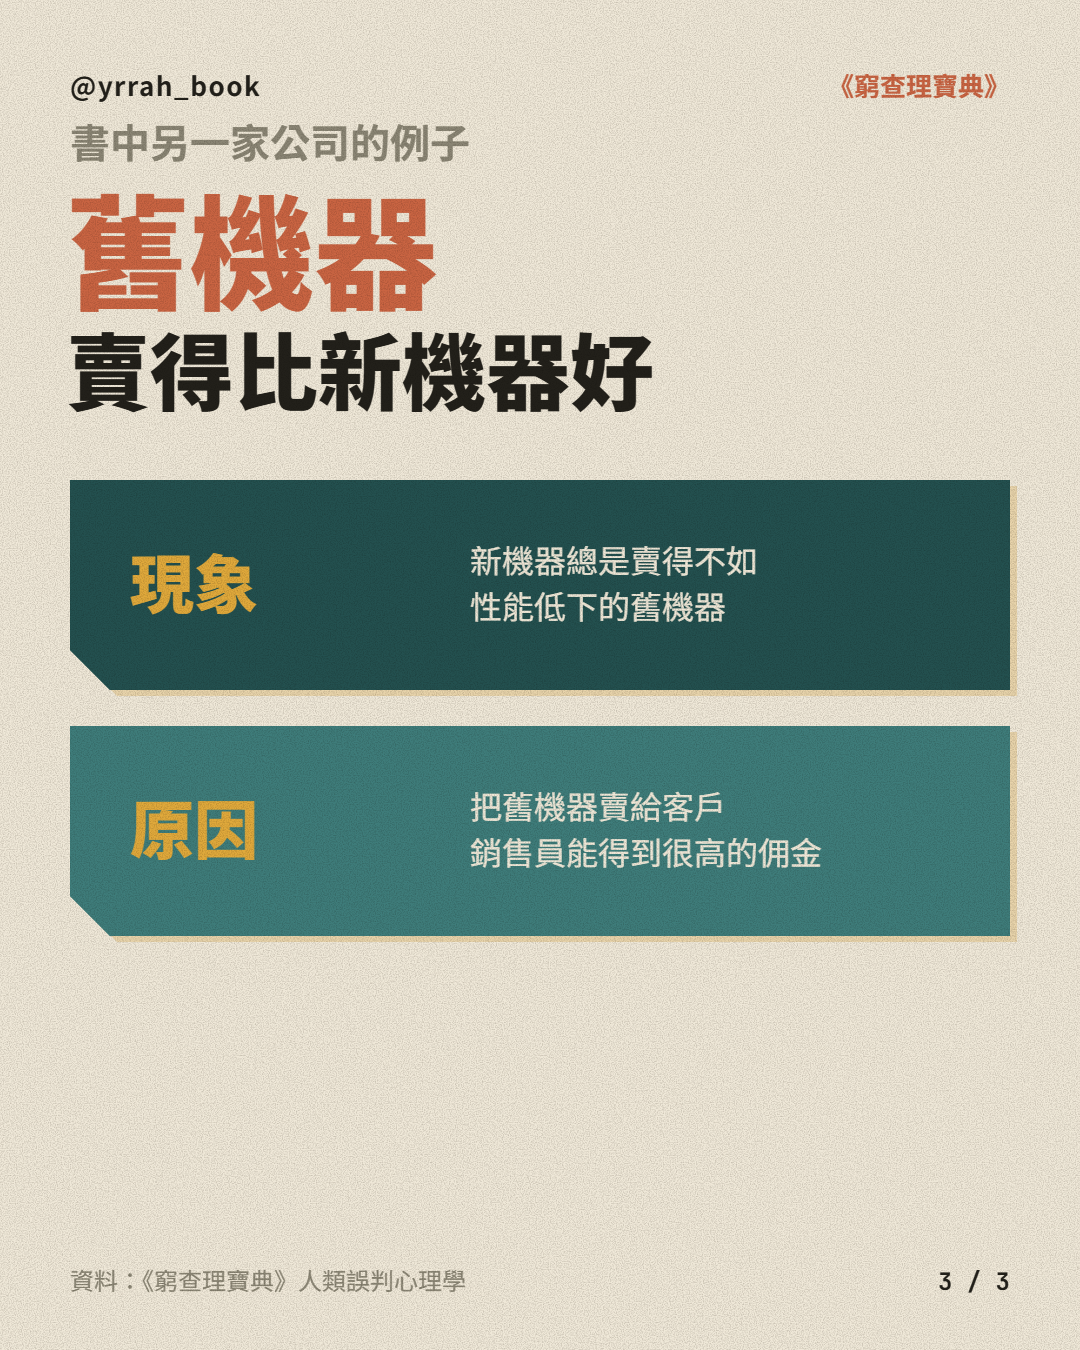 @yrrah_book
《窮查理寶典》
書中另一家公司的例子
舊機器
賣得比新機器好
現象
新機器總是賣得不如
性能低下的舊機器
原因
把舊機器賣給客戶
銷售員能得到很高的佣金
資料：《窮查理寶典》人類誤判心理學
3 / 3